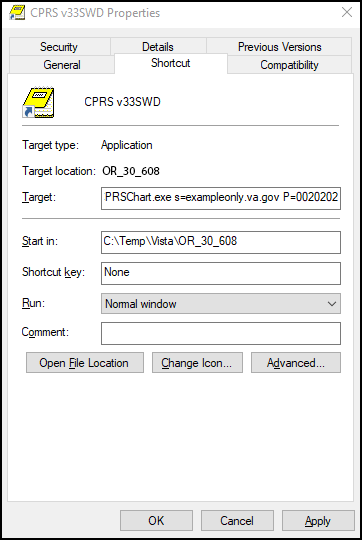 CPRS v33SWD Properties
Security Details Previous Versions
General Shortcut Compatibility
CPRS v33SWD
Target type: Application
Target location: OR_30_608
Target: PRSChart.exe s=exampleonly.va.gov P=0020202
Start in: C:\Temp\Vista\OR_30_608
Shortcut key: None
Run: Normal window
Comment:
Open File Location Change Icon... Advanced...
OK Cancel Apply